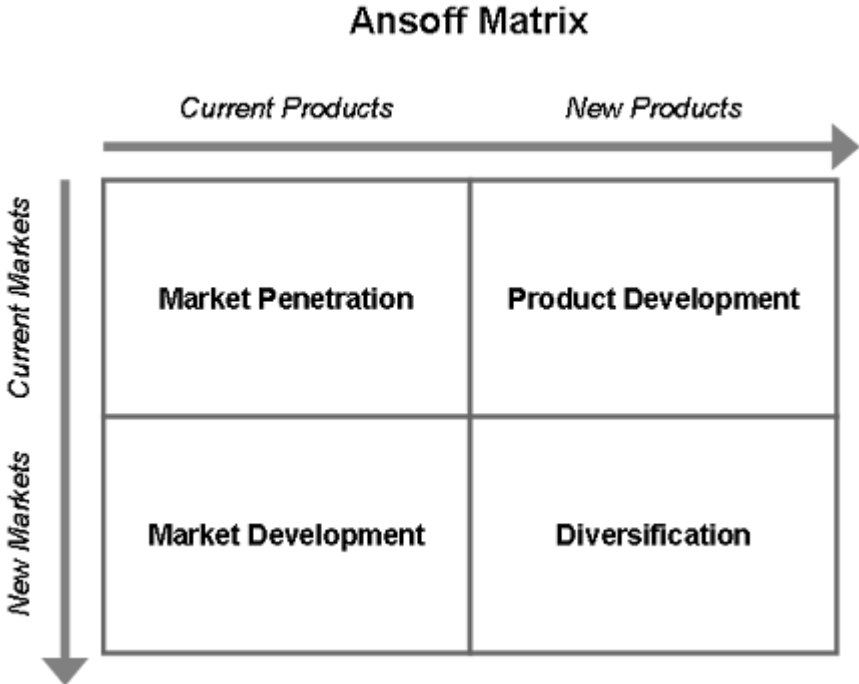 Ansoff Matrix
Current Products
New Products
Current Markets
Market Penetration
Product Development
New Markets
Market Development
Diversification